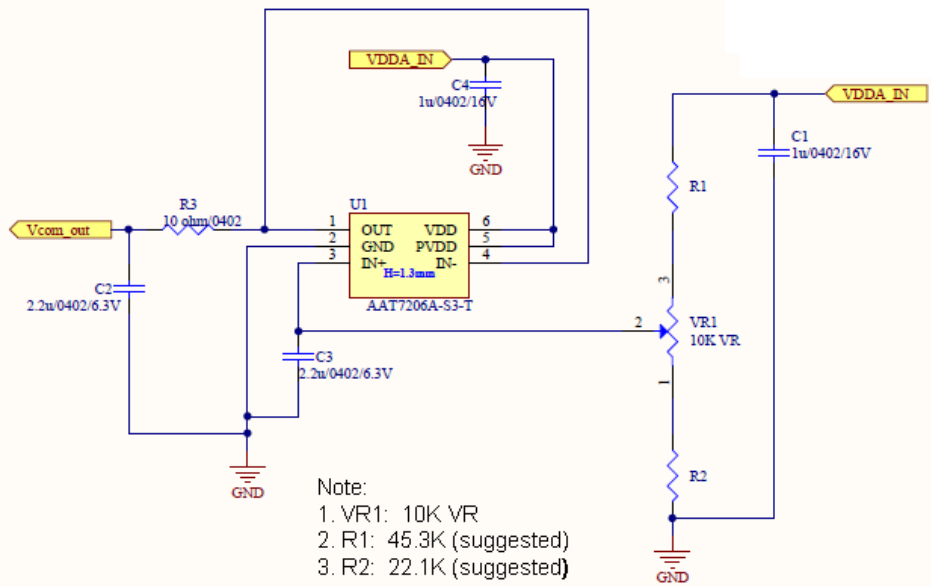 VDDA_IN
C4
1u/0402/16V
GND
VDDA_IN
C1
1u/0402/16V
R1
R3
10 ohm/0402
Vcom_out
U1
1 OUT VDD 6
2 GND PVDD 5
3 IN+ IN- 4
H=1.3mm
AAT7206A-S3-T
C2
2.2u/0402/6.3V
3
2
VR1
10K VR
1
C3
2.2u/0402/6.3V
R2
GND
GND
Note:
1. VR1: 10K VR
2. R1: 45.3K (suggested)
3. R2: 22.1K (suggested)